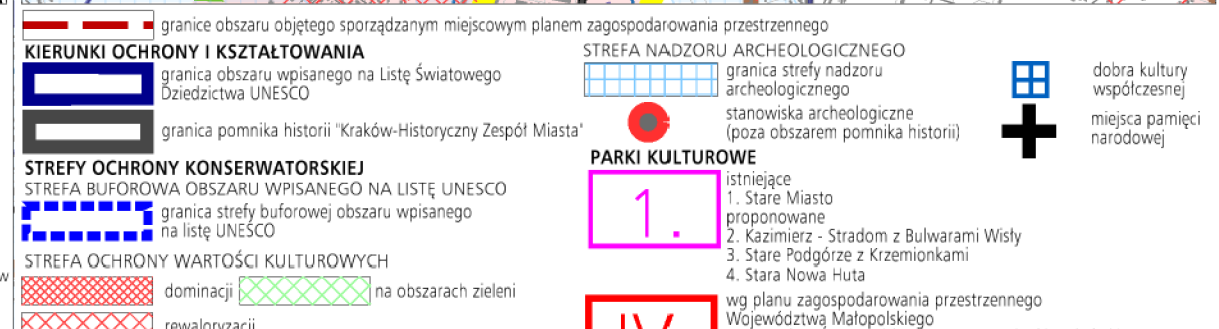 granice obszaru objętego sporządzanym miejscowym planem zagospodarowania przestrzennego
KIERUNKI OCHRONY I KSZTAŁTOWANIA
granica obszaru wpisanego na Listę Światowego
Dziedzictwa UNESCO
granica pomnika historii "Kraków-Historyczny Zespół Miasta"
STREFY OCHRONY KONSERWATORSKIEJ
STREFA BUFOROWA OBSZARU WPISANEGO NA LISTĘ UNESCO
granica strefy buforowej obszaru wpisanego
na listę UNESCO
STREFA OCHRONY WARTOŚCI KULTUROWYCH
dominacji
na obszarach zieleni
rewaloryzacji
STREFA NADZORU ARCHEOLOGICZNEGO
granica strefy nadzoru
archeologicznego
stanowiska archeologiczne
(poza obszarem pomnika historii)
PARKI KULTUROWE
1.
istniejące
1. Stare Miasto
proponowane
2. Kazimierz - Stradom z Bulwarami Wisły
3. Stare Podgórze z Krzemionkami
4. Stara Nowa Huta
wg planu zagospodarowania przestrzennego
Województwa Małopolskiego
dobra kultury
współczesnej
miejsca pamięci
narodowej